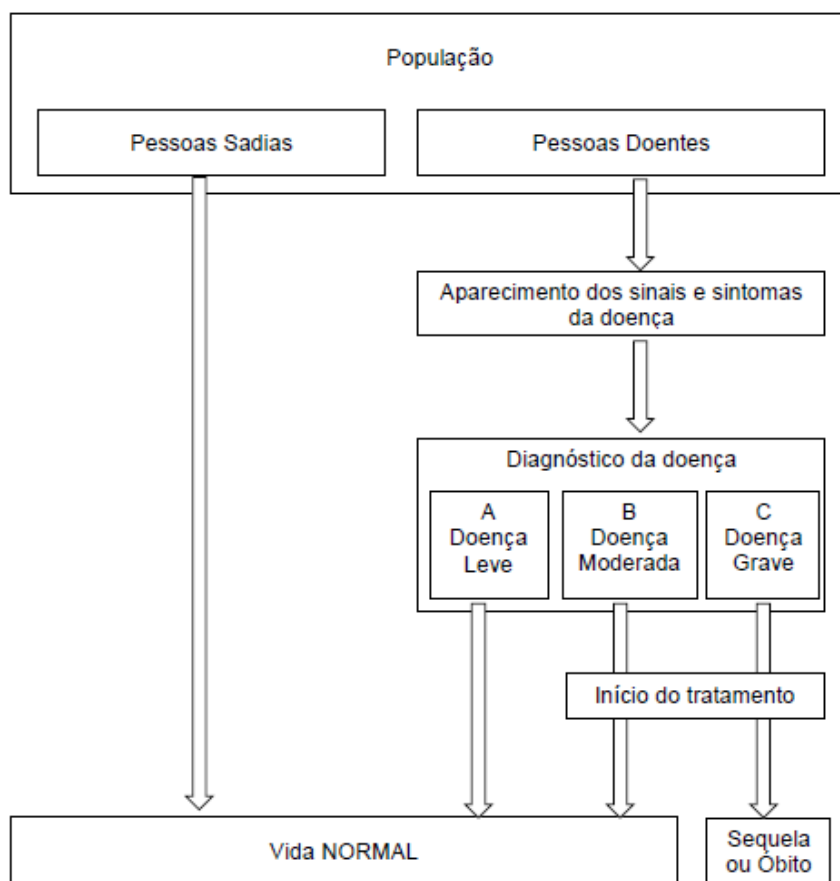 População
Pessoas Sadias
Pessoas Doentes
Aparecimento dos sinais e sintomas
da doença
Diagnóstico da doença
A
Doença
Leve
B
Doença
Moderada
C
Doença
Grave
Início do tratamento
Vida NORMAL
Sequela
ou Óbito